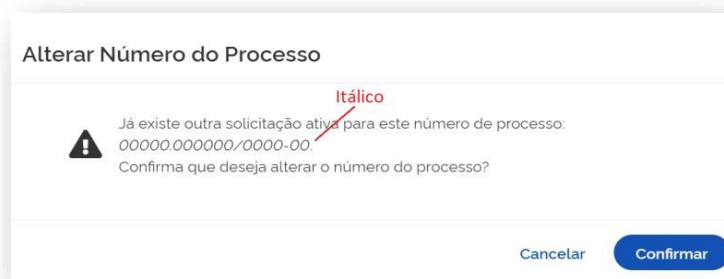 Alterar Número do Processo
Itálico
Já existe outra solicitação ativa para este número de processo:
00000.000000/0000-00.
Confirma que deseja alterar o número do processo?
Cancelar Confirmar